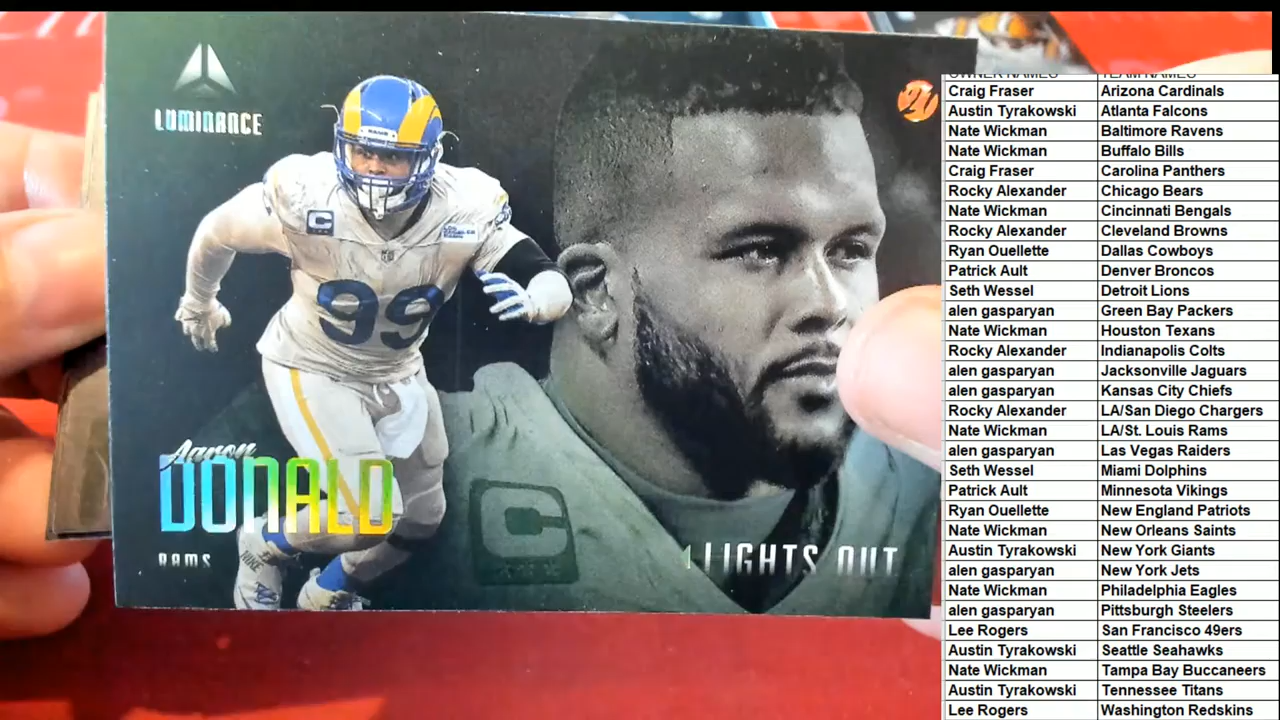 LUMINANCE
C
99
Aaron
DONALD
RAMS
LIGHTS OUT
C
OWNER NAMES TEAM NAMES
Craig Fraser Arizona Cardinals
Austin Tyrakowski Atlanta Falcons
Nate Wickman Baltimore Ravens
Nate Wickman Buffalo Bills
Craig Fraser Carolina Panthers
Rocky Alexander Chicago Bears
Nate Wickman Cincinnati Bengals
Rocky Alexander Cleveland Browns
Ryan Ouellette Dallas Cowboys
Patrick Ault Denver Broncos
Seth Wessel Detroit Lions
alen gasparyan Green Bay Packers
Nate Wickman Houston Texans
Rocky Alexander Indianapolis Colts
alen gasparyan Jacksonville Jaguars
alen gasparyan Kansas City Chiefs
Rocky Alexander LA/San Diego Chargers
Nate Wickman LA/St. Louis Rams
alen gasparyan Las Vegas Raiders
Seth Wessel Miami Dolphins
Patrick Ault Minnesota Vikings
Ryan Ouellette New England Patriots
Nate Wickman New Orleans Saints
Austin Tyrakowski New York Giants
alen gasparyan New York Jets
Nate Wickman Philadelphia Eagles
alen gasparyan Pittsburgh Steelers
Lee Rogers San Francisco 49ers
Austin Tyrakowski Seattle Seahawks
Nate Wickman Tampa Bay Buccaneers
Austin Tyrakowski Tennessee Titans
Lee Rogers Washington Redskins